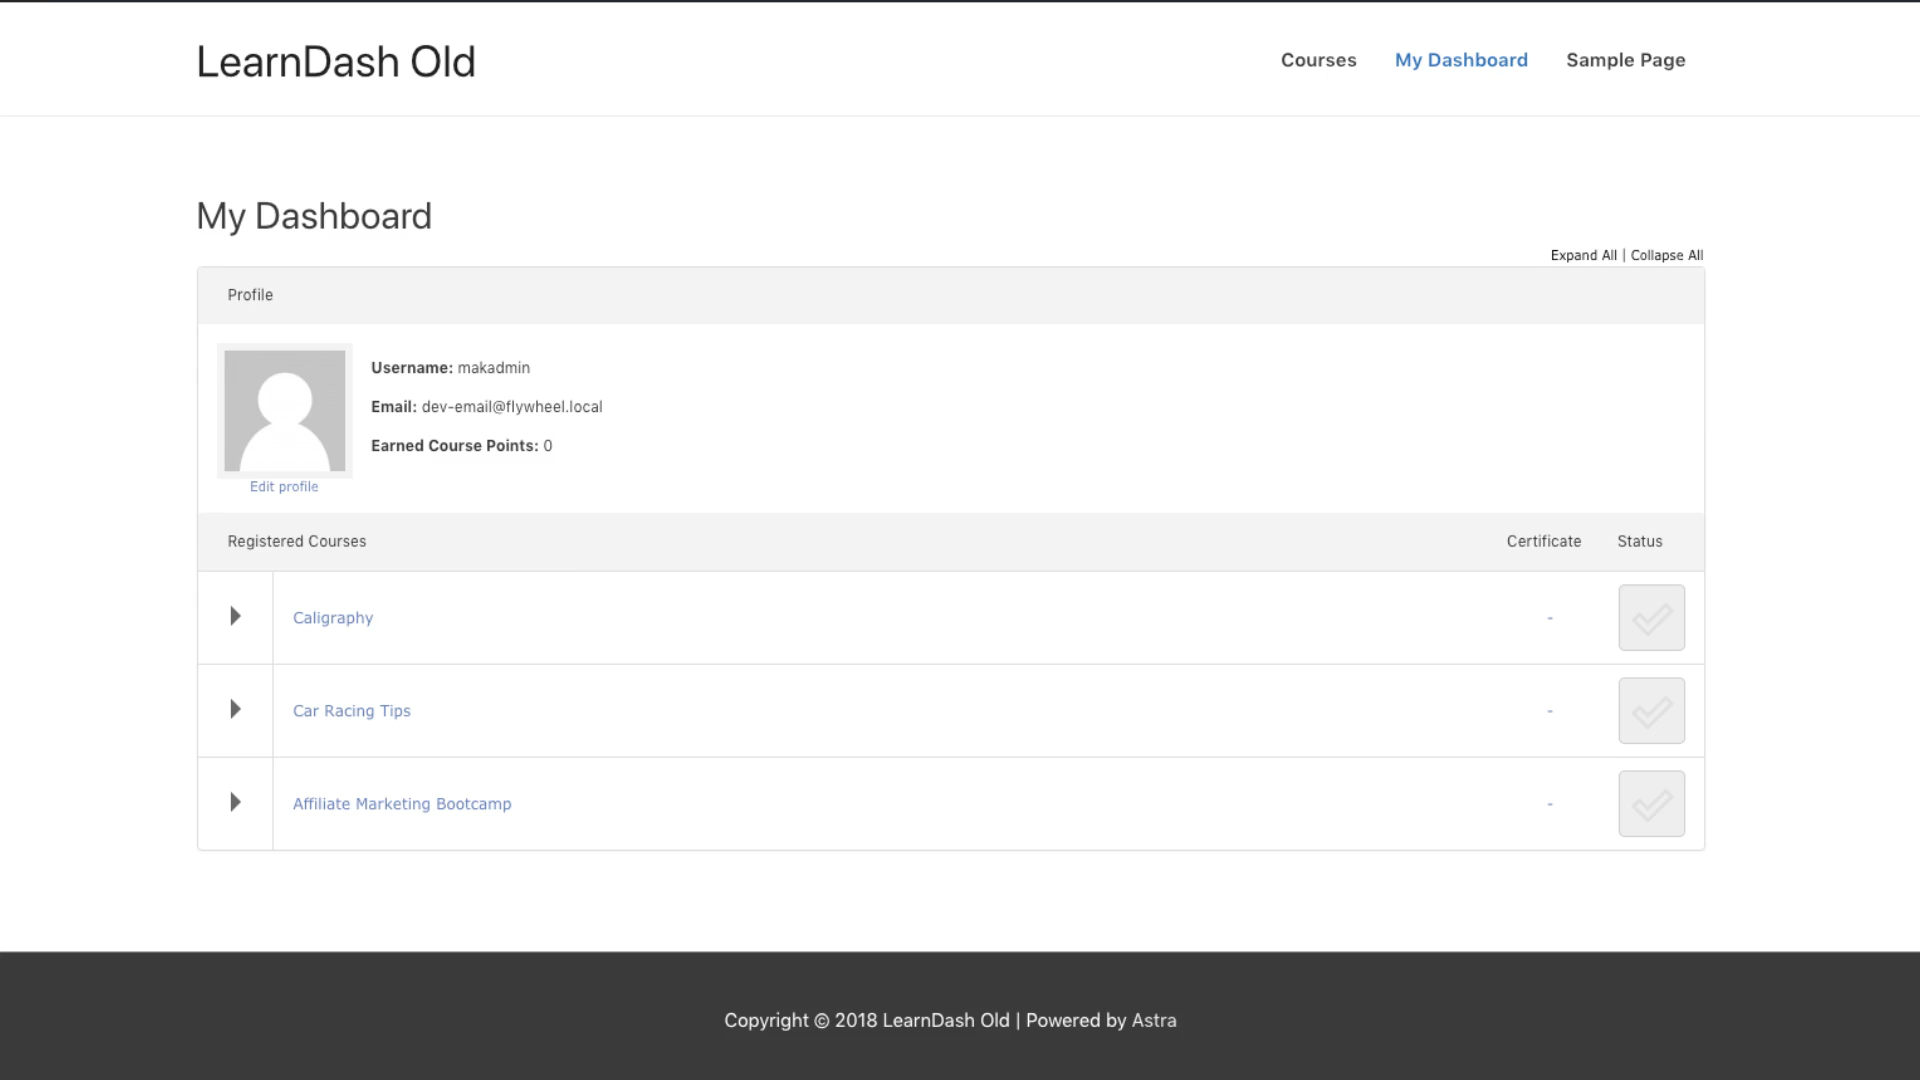 LearnDash Old
Courses My Dashboard Sample Page
My Dashboard
Expand All | Collapse All
Profile
Username: makadmin
Email: dev-email@flywheel.local
Earned Course Points: 0
Edit profile
Registered Courses Certificate Status
Caligraphy -
Car Racing Tips -
Affiliate Marketing Bootcamp -
Copyright © 2018 LearnDash Old | Powered by Astra